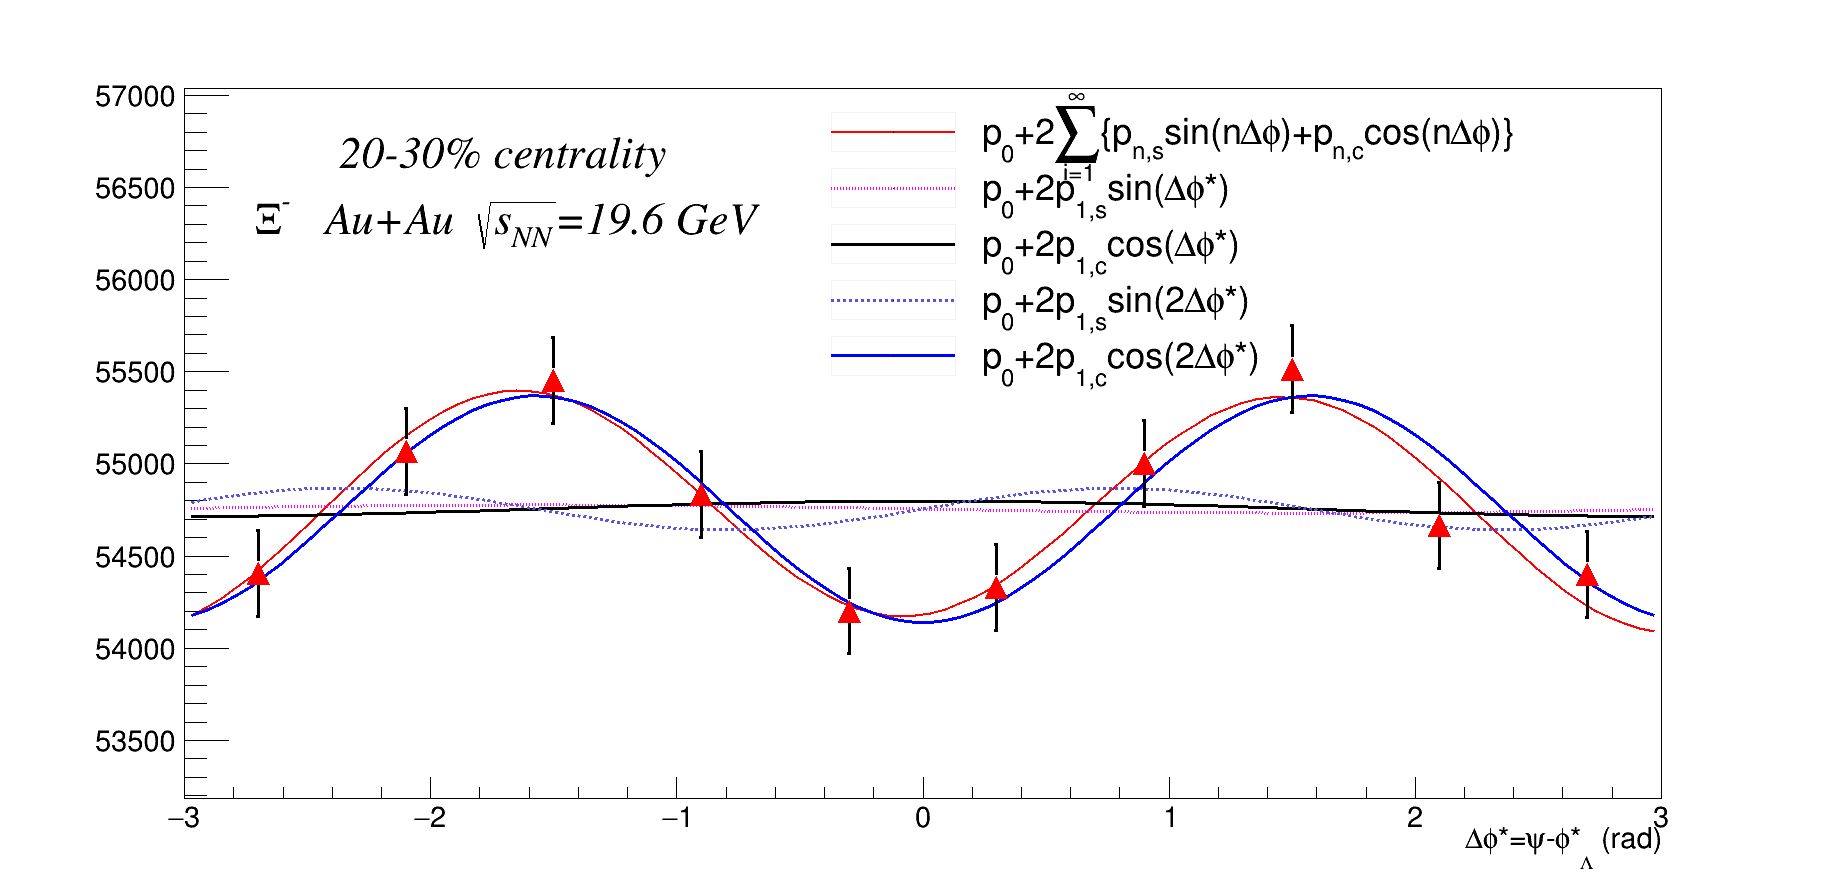 57000
56500
56000
55500
55000
54500
54000
53500
20-30% centrality
Ξ⁻ Au+Au √s_NN=19.6 GeV
p₀+2∑_{i=1}^{∞}{p_{n,s}sin(nΔϕ)+p_{n,c}cos(nΔϕ)}
p₀+2p_{1,s}sin(Δϕ*)
p₀+2p_{1,c}cos(Δϕ*)
p₀+2p_{1,s}sin(2Δϕ*)
p₀+2p_{1,c}cos(2Δϕ*)
−3 −2 −1 0 1 2 3
Δϕ*=ψ-ϕ*_Λ (rad)